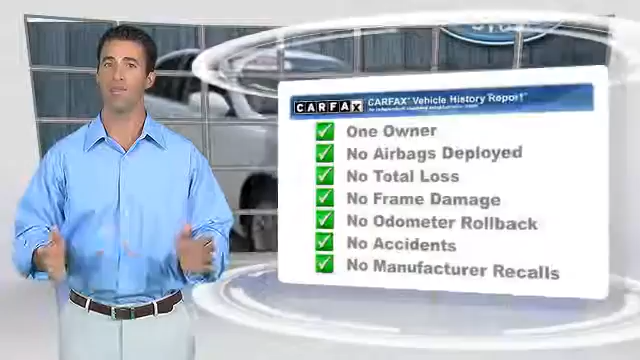 CARFAX CARFAX Vehicle History Report
One Owner
No Airbags Deployed
No Total Loss
No Frame Damage
No Odometer Rollback
No Accidents
No Manufacturer Recalls